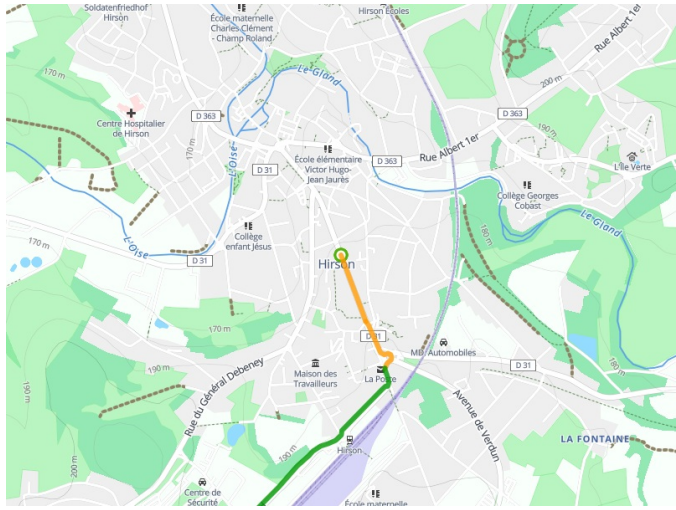 Soldatenfriedhof
Hirson
École maternelle
Charles Clément
- Champ Roland
Hirson Écoles
Rue Albert 1er
170 m
200 m
Le Gland
Centre Hospitalier
de Hirson
D 363
D 363
190 m
170 m
L'Oise
École élémentaire
Victor Hugo-
Jean Jaurès
D 31
D 363
Rue Albert 1er
L'Île Verte
Collège Georges
Cobast
Le Gland
180 m
Collège
enfant Jésus
170 m
L'Oise
D 31
Hirson
170 m
D 31
MD Automobiles
D 31
180 m
190 m
190 m
Maison des
Travailleurs
La Poste
Rue du Général Debeney
Avenue de Verdun
190 m
Hirson
LA FONTAINE
190 m
200 m
Centre de
Sécurité
École maternelle